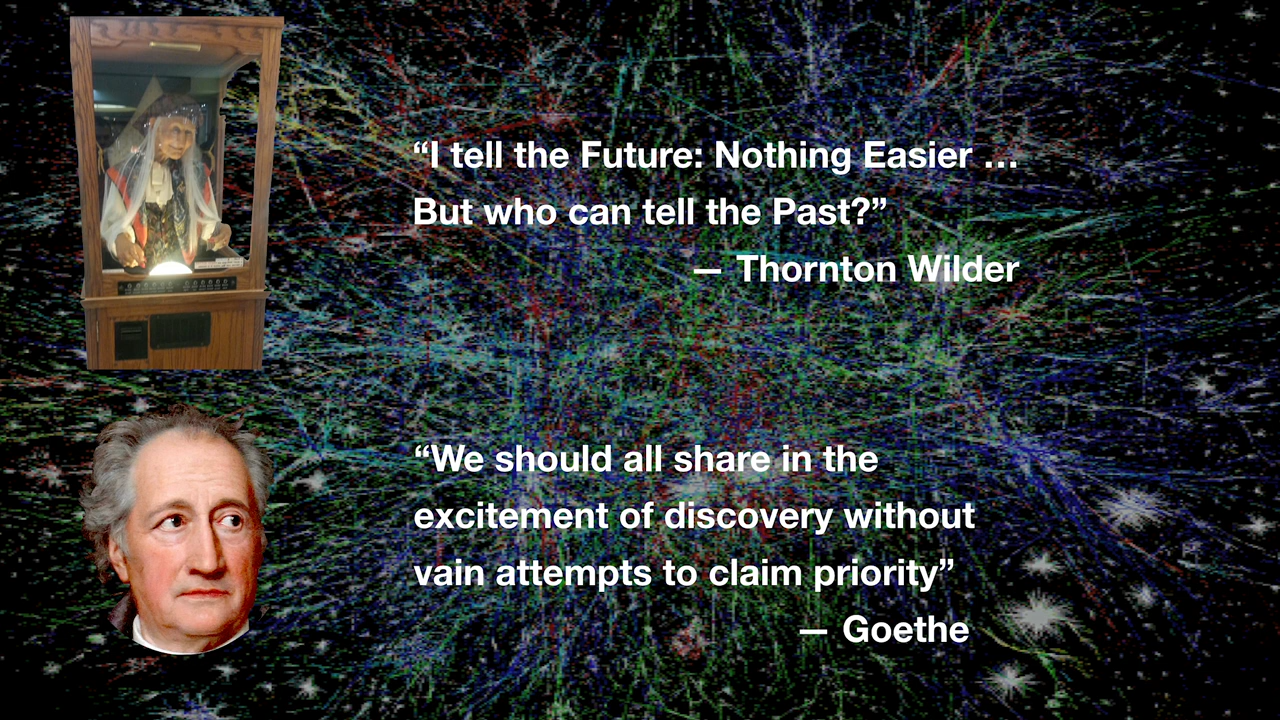 “I tell the Future: Nothing Easier …
But who can tell the Past?”
— Thornton Wilder
“We should all share in the
excitement of discovery without
vain attempts to claim priority”
— Goethe